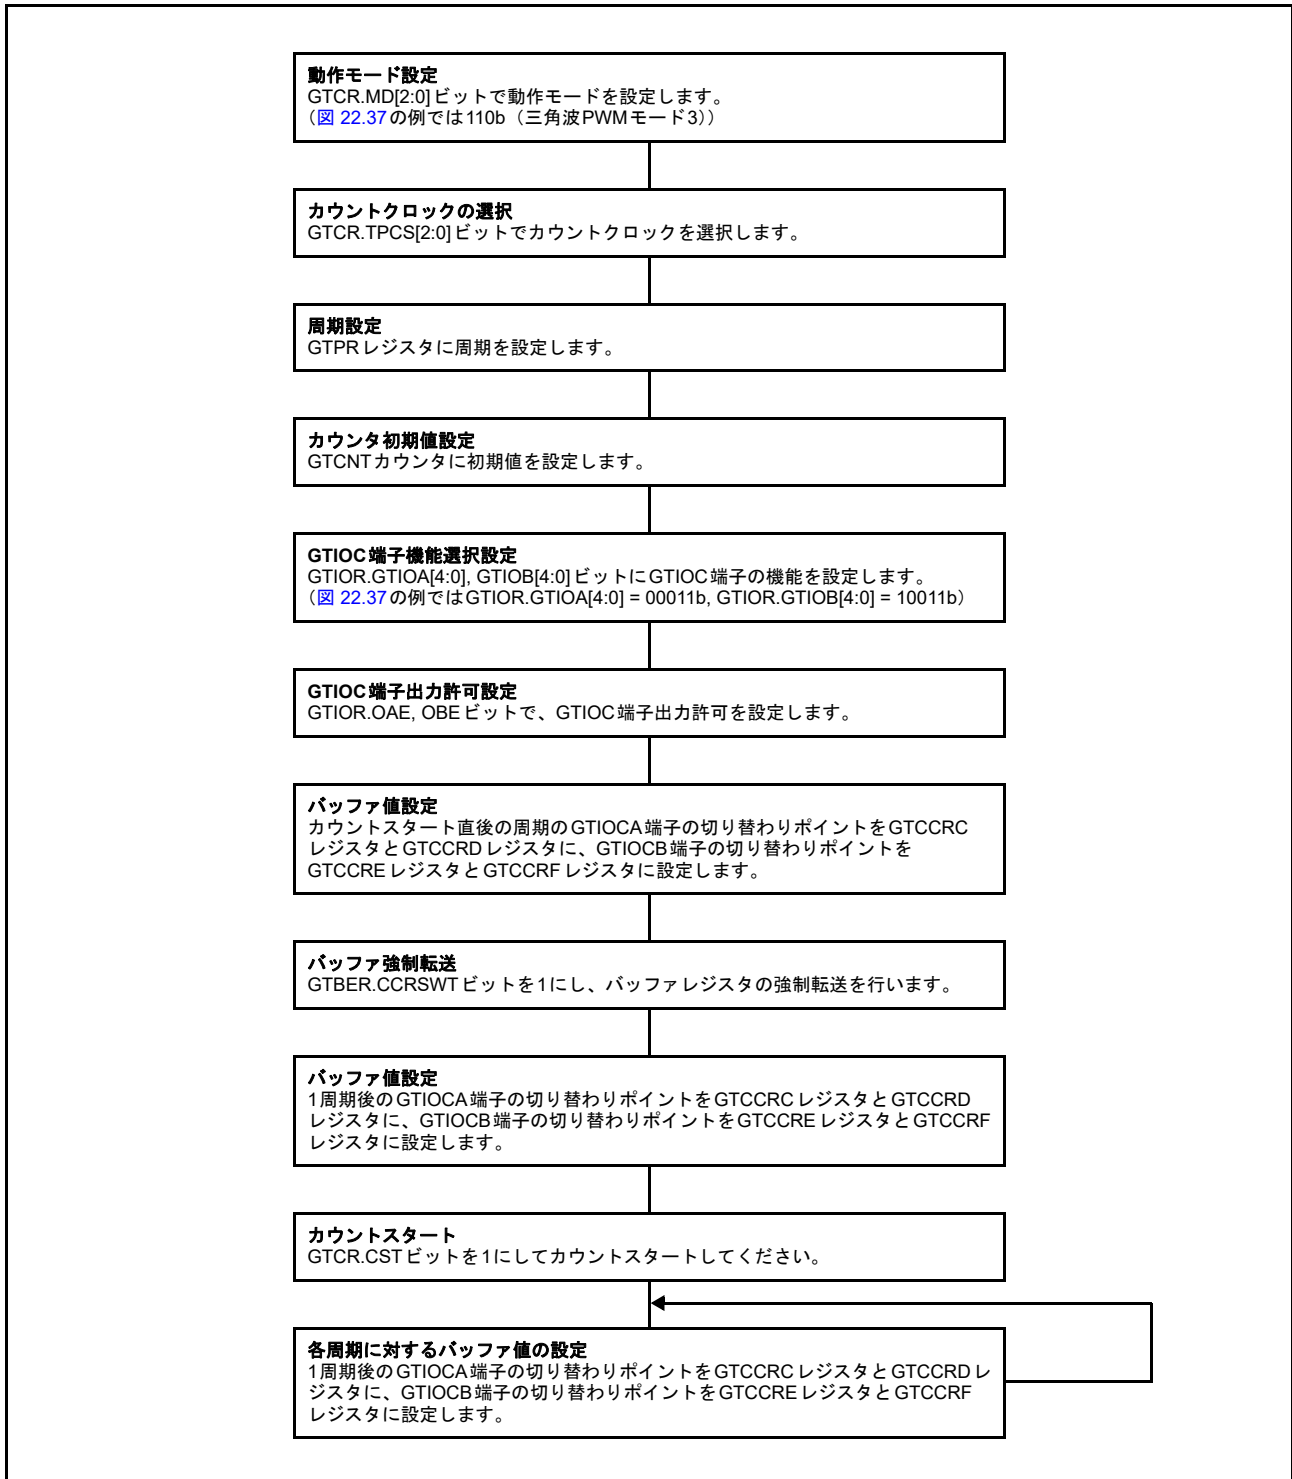 動作モード設定
GTCR.MD[2:0]ビットで動作モードを設定します。
（図 22.37の例では110b（三角波PWMモード3））
カウントクロックの選択
GTCR.TPCS[2:0]ビットでカウントクロックを選択します。
周期設定
GTPRレジスタに周期を設定します。
カウンタ初期値設定
GTCNTカウンタに初期値を設定します。
GTIOC端子機能選択設定
GTIOR.GTIOA[4:0], GTIOB[4:0]ビットにGTIOC端子の機能を設定します。
（図 22.37の例ではGTIOR.GTIOA[4:0] = 00011b, GTIOR.GTIOB[4:0] = 10011b）
GTIOC端子出力許可設定
GTIOR.OAE, OBEビットで、GTIOC端子出力許可を設定します。
バッファ値設定
カウントスタート直後の周期のGTIOCA端子の切り替わりポイントをGTCCRC
レジスタとGTCCRDレジスタに、GTIOCB端子の切り替わりポイントを
GTCCREレジスタとGTCCRFレジスタに設定します。
バッファ強制転送
GTBER.CCRSWTビットを1にし、バッファレジスタの強制転送を行います。
バッファ値設定
1周期後のGTIOCA端子の切り替わりポイントをGTCCRCレジスタとGTCCRD
レジスタに、GTIOCB端子の切り替わりポイントをGTCCREレジスタとGTCCRF
レジスタに設定します。
カウントスタート
GTCR.CSTビットを1にしてカウントスタートしてください。
各周期に対するバッファ値の設定
1周期後のGTIOCA端子の切り替わりポイントをGTCCRCレジスタとGTCCRDレ
ジスタに、GTIOCB端子の切り替わりポイントをGTCCREレジスタとGTCCRF
レジスタに設定します。